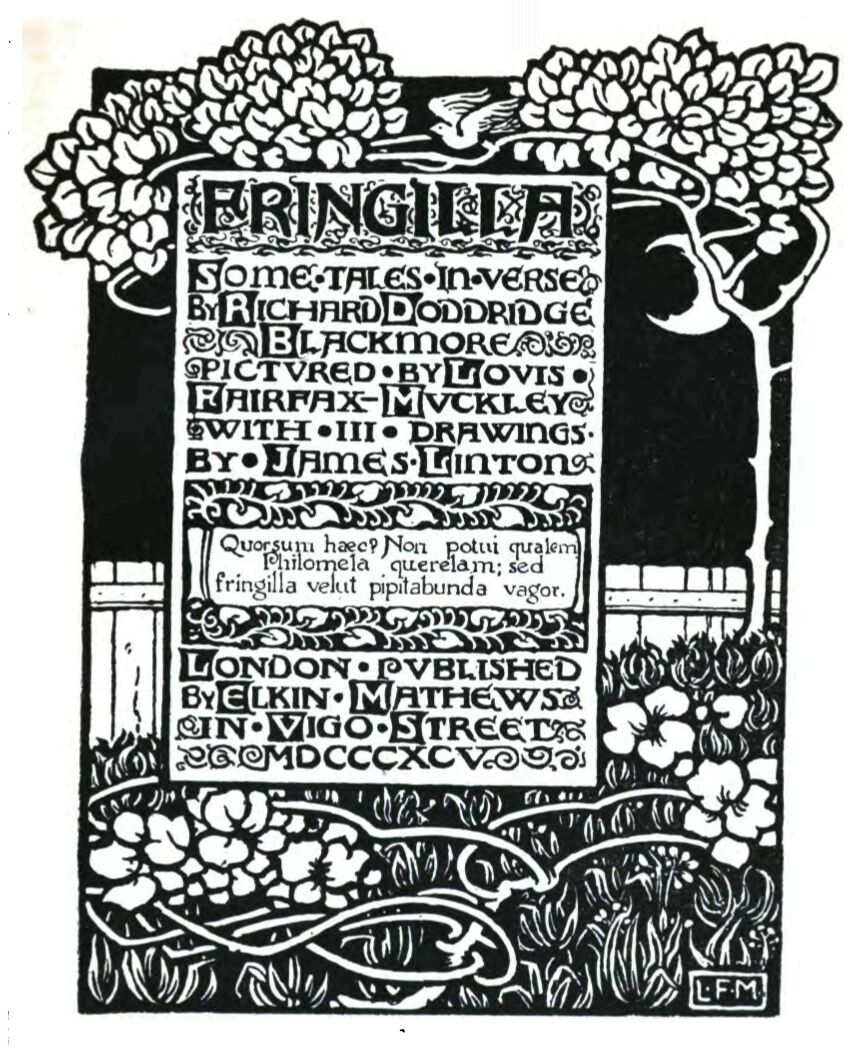 FRINGILLA
SOME•TALES•IN•VERSE
BY RICHARD DODDRIDGE
BLACKMORE
PICTVRED•BY LOVIS•
FAIRFAX-MVCKLEY
WITH•III•DRAWINGS•
BY•JAMES•LINTON
Quorsum hæc? Non potui qualem
Philomela querelam; sed
fringilla velut pipitabunda vagor.
LONDON•PVBLISHED
BY ELKIN•MATHEWS
IN•VIGO•STREET
MDCCCXCV
L•F•M•